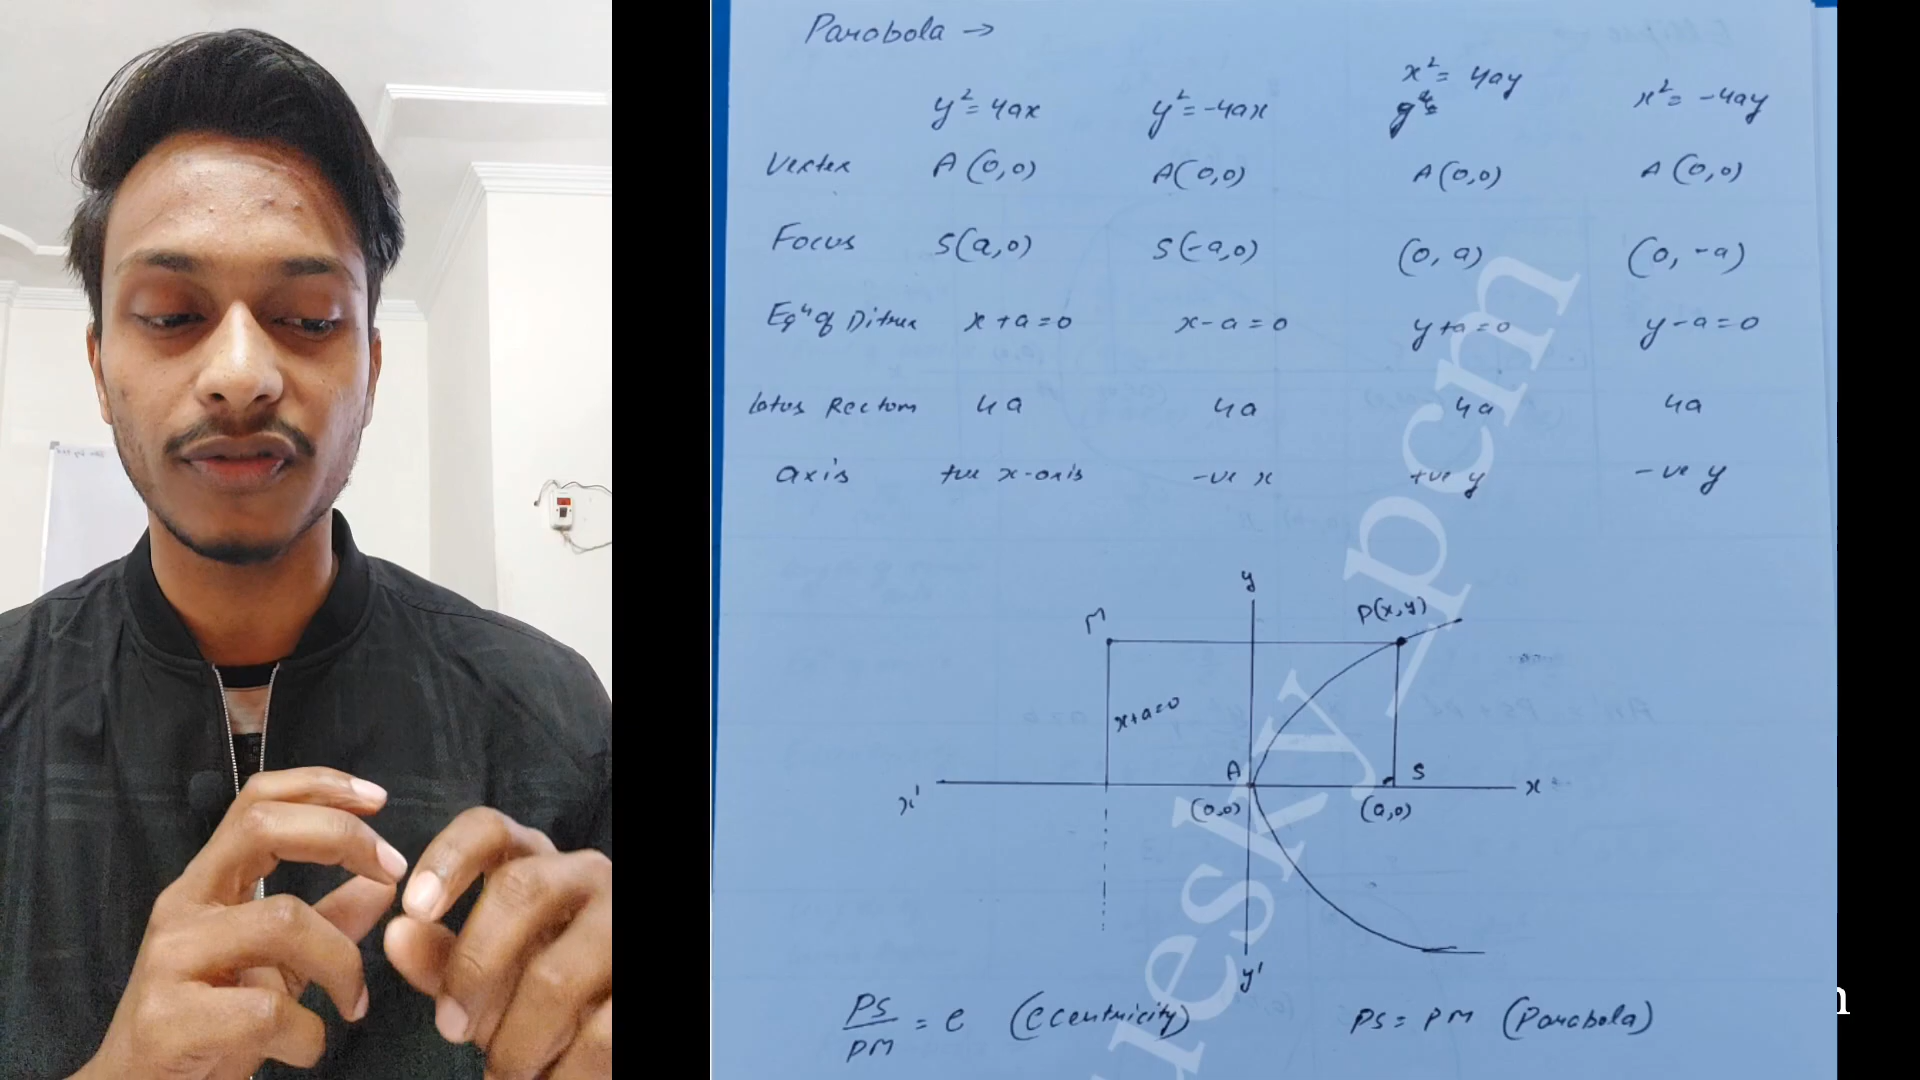 Parabola →
y² = 4ax y² = -4ax x² = 4ay x² = -4ay
Vertex A (0,0) A(0,0) A(0,0) A (0,0)
Focus S(a,0) S(-a,0) (0, a) (0, -a)
Eqⁿ of Ditrux x + a = 0 x - a = 0 y + a = 0 y - a = 0
Latus Rectum 4a 4a 4a 4a
axis +ve x-axis -ve x +ve y -ve y
y
M P(x,y)
x+a=0
A S
x' x
(0,0) (a,0)
y'
PS/PM = e (eccentricity) PS = PM (Parabola)
uesky_pcm
n